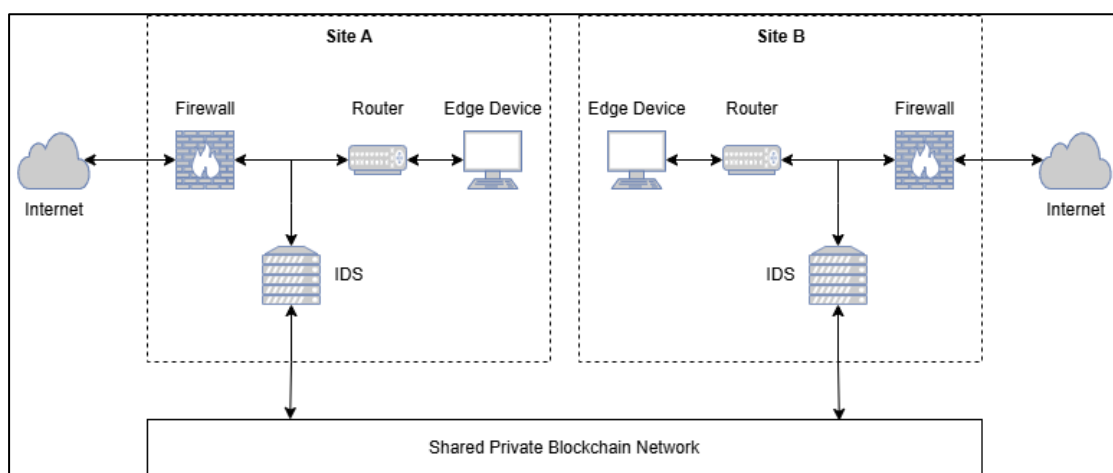 Site A
Site B
Firewall
Router
Edge Device
Edge Device
Router
Firewall
Internet
Internet
IDS
IDS
Shared Private Blockchain Network